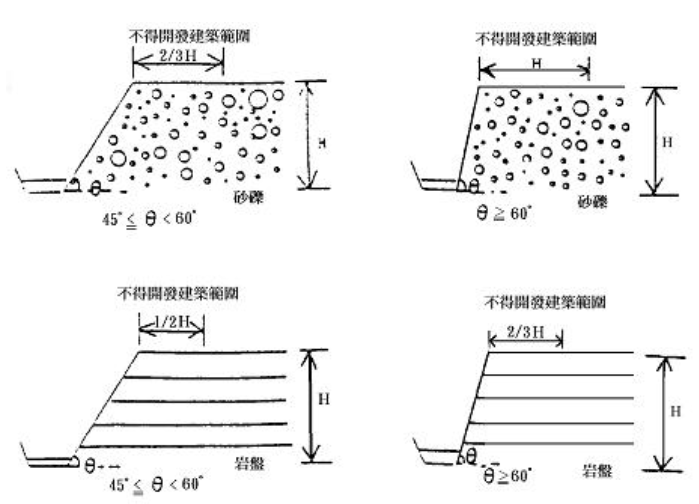 不得開發建築範圍
2/3H
H
θ
砂礫
45°≦ θ <60°
不得開發建築範圍
H
H
θ
砂礫
θ ≧ 60°
不得開發建築範圍
1/2H
H
θ
岩盤
45°≦ θ <60°
不得開發建築範圍
2/3H
H
θ
岩盤
θ≥60°